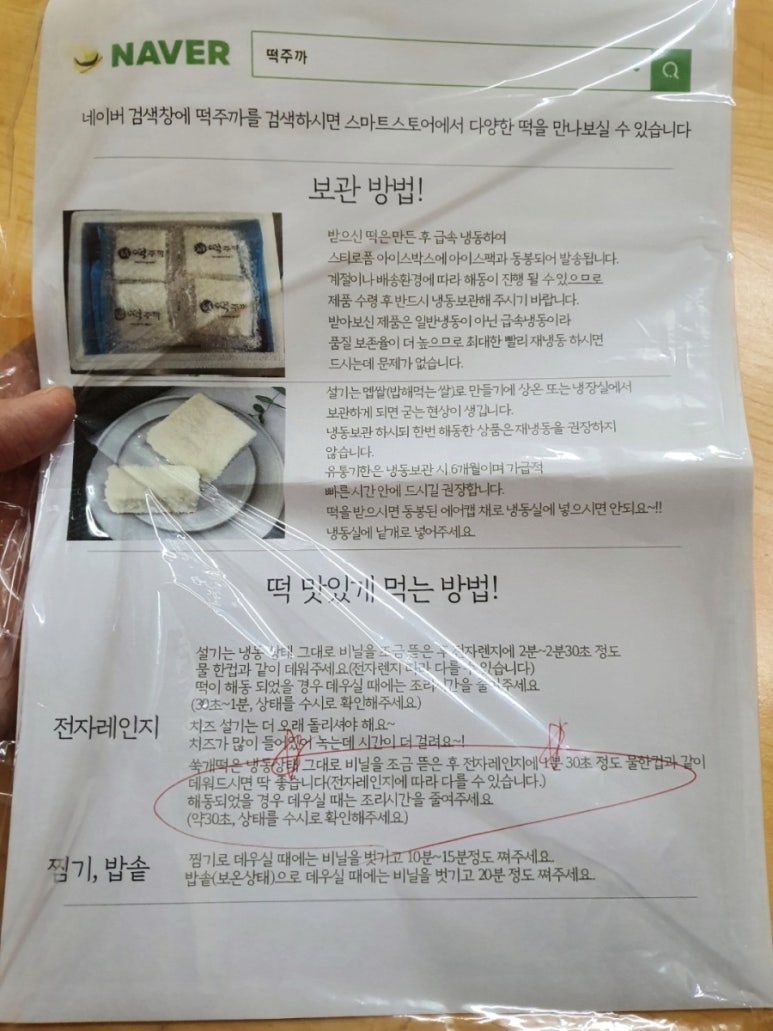 NAVER
떡주까
네이버 검색창에 떡주까를 검색하시면 스마트스토어에서 다양한 떡을 만나보실 수 있습니다
보관 방법!
떡주까 떡주까
떡주까 떡주까
받으신 떡은 만든 후 급속 냉동하여
스티로폼 아이스박스에 아이스팩과 동봉되어 발송됩니다.
계절이나 배송환경에 따라 해동이 진행 될 수 있으므로
제품 수령 후 반드시 냉동보관해 주시기 바랍니다.
받아보신 제품은 일반냉동이 아닌 급속냉동이라
품질 보존율이 더 높으므로 최대한 빨리 재냉동 하시면
드시는데 문제가 없습니다.
설기는 멥쌀(밥해먹는 쌀)로 만들기에 상온 또는 냉장실에서
보관하게 되면 굳는 현상이 생깁니다.
냉동보관 하시되 한번 해동한 상품은 재냉동을 권장하지
않습니다.
유통기한은 냉동보관 시 6개월이며 가급적
빠른 시간 안에 드시길 권장합니다.
떡을 받으시면 동봉된 에어캡 채로 냉동실에 넣으시면 안되요~!!
냉동실에 낱개로 넣어주세요.
떡 맛있게 먹는 방법!
전자레인지
설기는 냉동 상태 그대로 비닐을 조금 뜯은 후 전자렌지에 2분~2분30초 정도
물 한컵과 같이 데워주세요(전자렌지 따라 다를 수 있습니다)
떡이 해동 되었을 경우 데우실 때에는 조리시간을 줄여주세요
(30초~1분, 상태를 수시로 확인해주세요.)
치즈 설기는 더 오래 돌리셔야 해요~
치즈가 많이 들어있어 녹는데 시간이 더 걸려요~!
쑥개떡은 냉동상태 그대로 비닐을 조금 뜯은 후 전자레인지에 1분 30초 정도 물한컵과 같이
데워드시면 딱 좋습니다(전자레인지에 따라 다를 수 있습니다.)
해동되었을 경우 데우실 때는 조리시간을 줄여주세요
(약30초, 상태를 수시로 확인해주세요.)
찜기, 밥솥
찜기로 데우실 때에는 비닐을 벗기고 10분~15분정도 쪄주세요.
밥솥(보온상태)으로 데우실 때에는 비닐을 벗기고 20분 정도 쪄주세요.